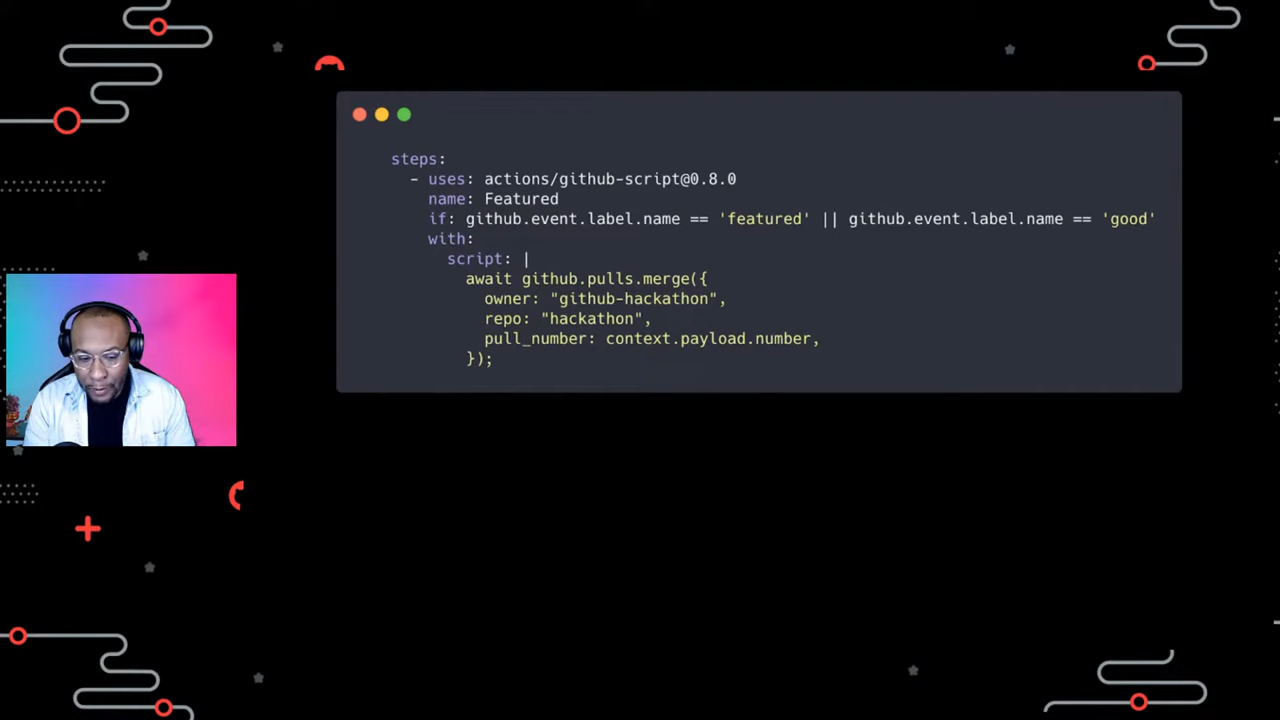 steps:
- uses: actions/github-script@0.8.0
name: Featured
if: github.event.label.name == 'featured' || github.event.label.name == 'good'
with:
script: |
await github.pulls.merge({
owner: "github-hackathon",
repo: "hackathon",
pull_number: context.payload.number,
});